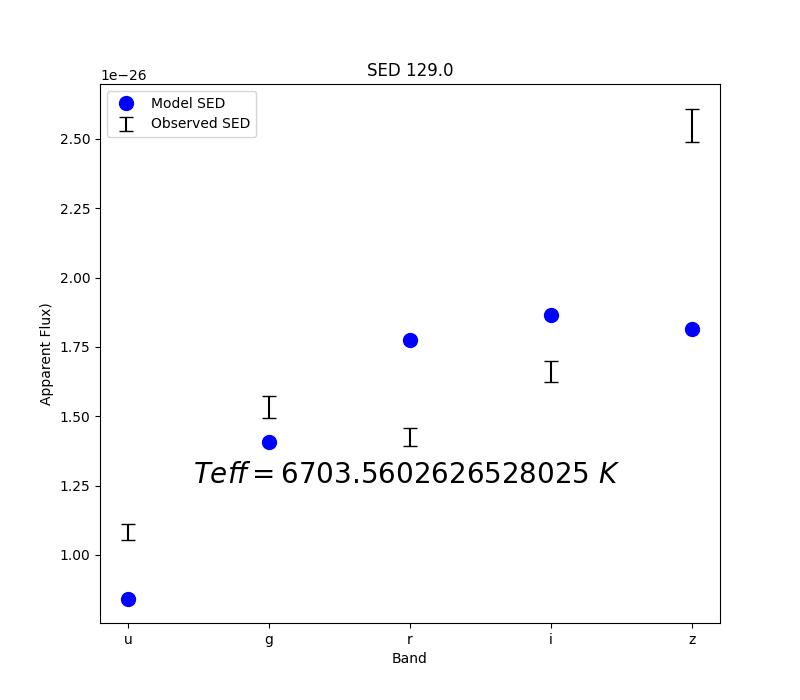 SED 129.0
1e−26
Model SED
Observed SED
2.50
2.25
2.00
1.75
1.50
1.25
1.00
Apparent Flux)
Teff = 6703.5602626528025 K
u g r i z
Band